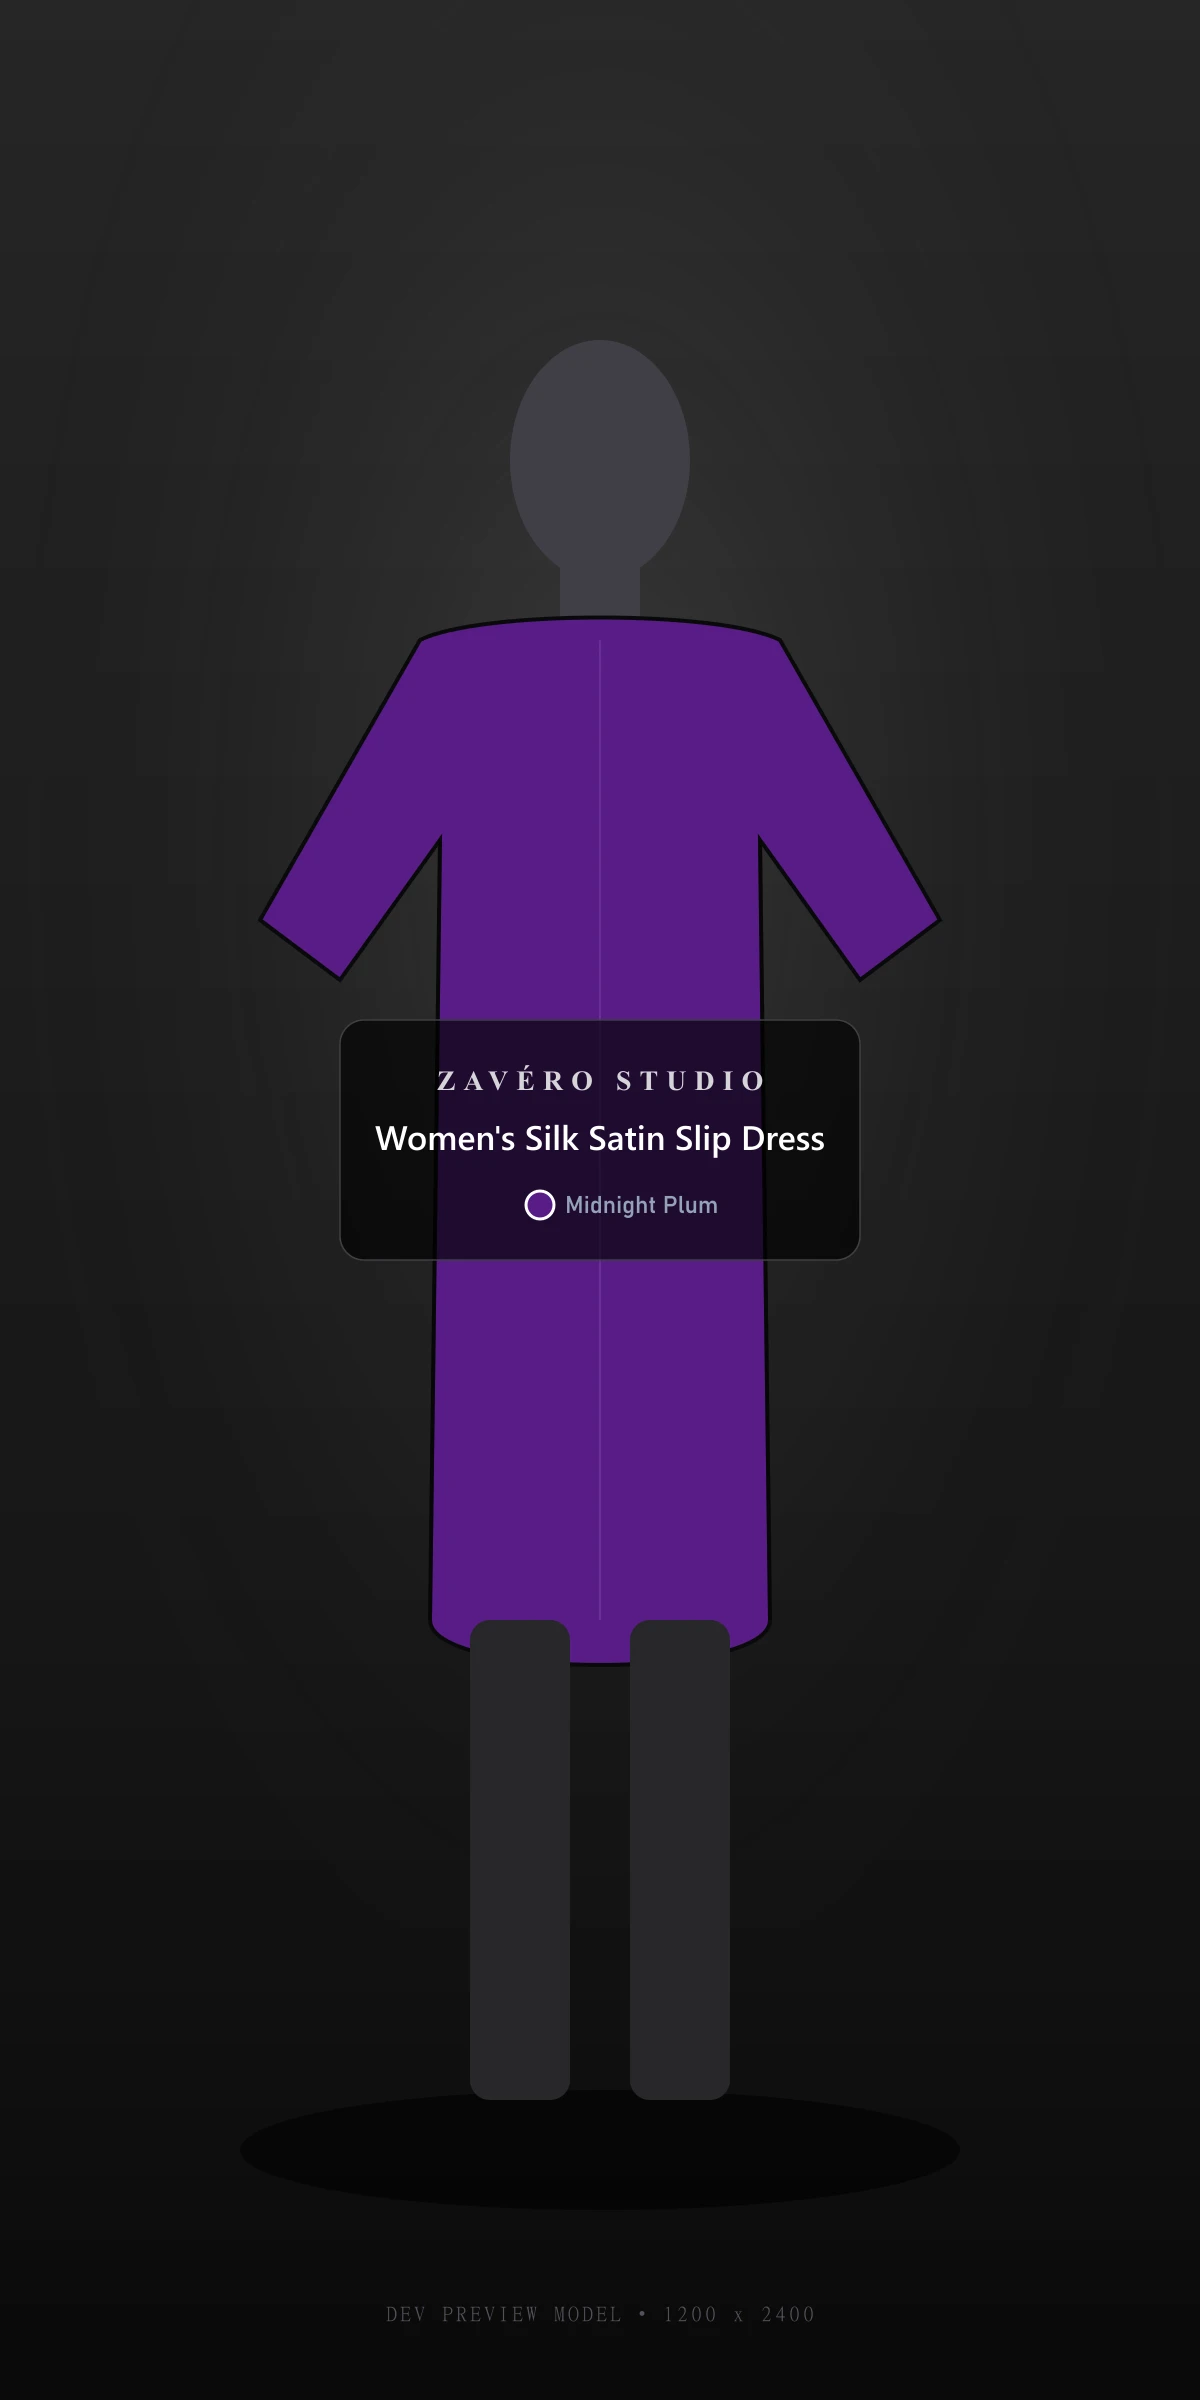 ZAVÉRO STUDIO
Women's Silk Satin Slip Dress
Midnight Plum
DEV PREVIEW MODEL • 1200 x 2400